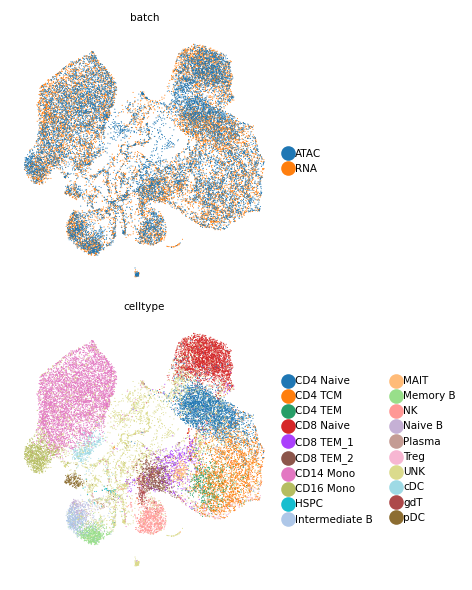 batch
ATAC
RNA
celltype
CD4 Naive
CD4 TCM
CD4 TEM
CD8 Naive
CD8 TEM_1
CD8 TEM_2
CD14 Mono
CD16 Mono
HSPC
Intermediate B
MAIT
Memory B
NK
Naive B
Plasma
Treg
UNK
cDC
gdT
pDC